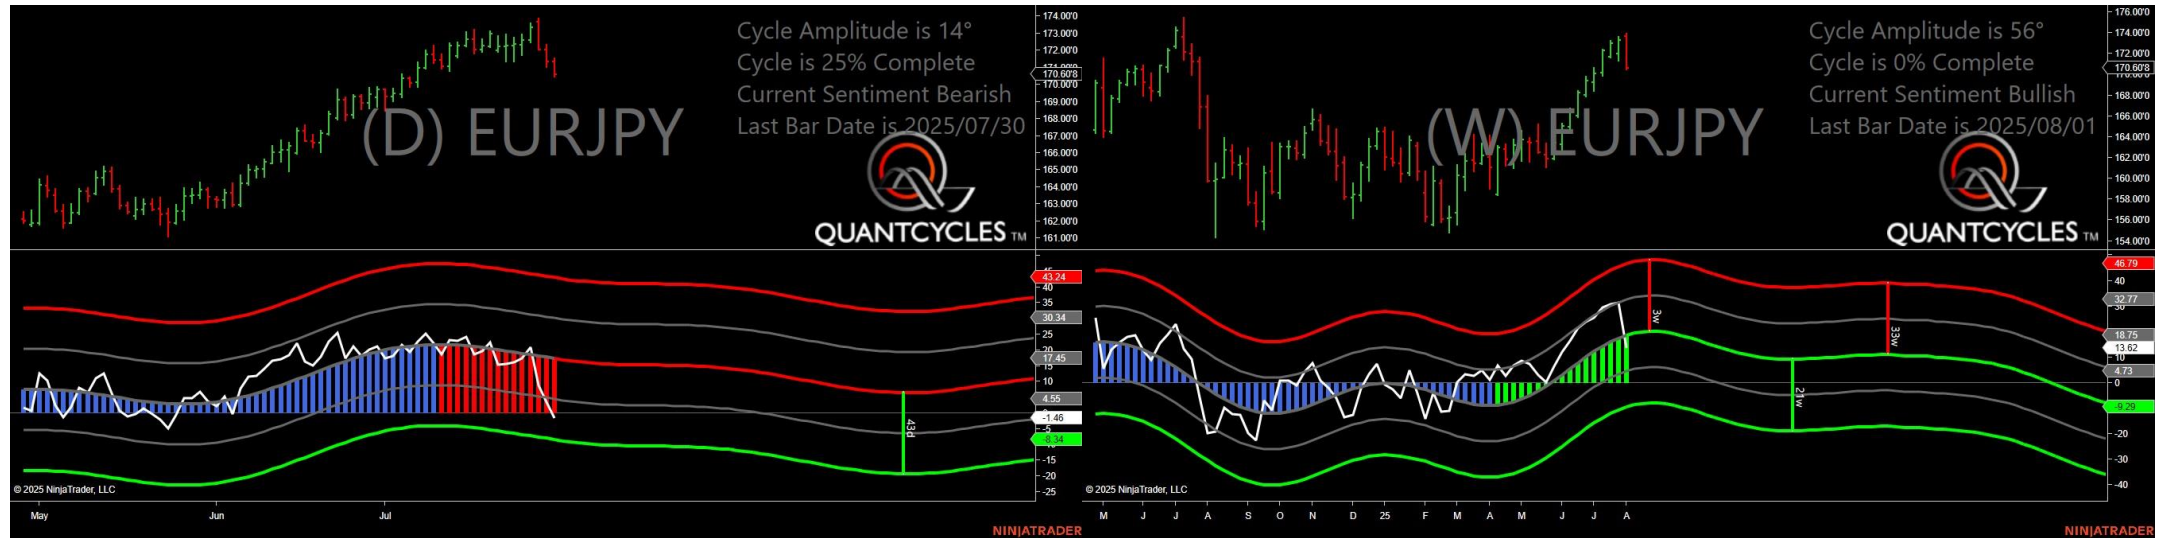 Cycle Amplitude is 14°
Cycle is 25% Complete
Current Sentiment Bearish
Last Bar Date is 2025/07/30
(D) EURJPY
QUANTCYCLES TM
174.00'0
173.00'0
172.00'0
171.00'0
170.60'8
170.00'0
169.00'0
168.00'0
167.00'0
166.00'0
165.00'0
164.00'0
163.00'0
162.00'0
161.00'0
43.24
40
35
30.34
25
20
17.45
15
10
4.55
-1.46
-5
-8.34
-15
-20
-25
43d
© 2025 NinjaTrader, LLC
May Jun Jul
NINJATRADER
Cycle Amplitude is 56°
Cycle is 0% Complete
Current Sentiment Bullish
Last Bar Date is 2025/08/01
(W) EURJPY
QUANTCYCLES TM
176.00'0
174.00'0
172.00'0
170.60'8
168.00'0
166.00'0
164.00'0
162.00'0
160.00'0
158.00'0
156.00'0
154.00'0
46.79
40
32.77
30
18.75
13.62
10
4.73
0
-9.29
-20
-30
-40
3w
33w
21w
© 2025 NinjaTrader, LLC
M J J A S O N D 25 F M A M J J A
NINJATRADER